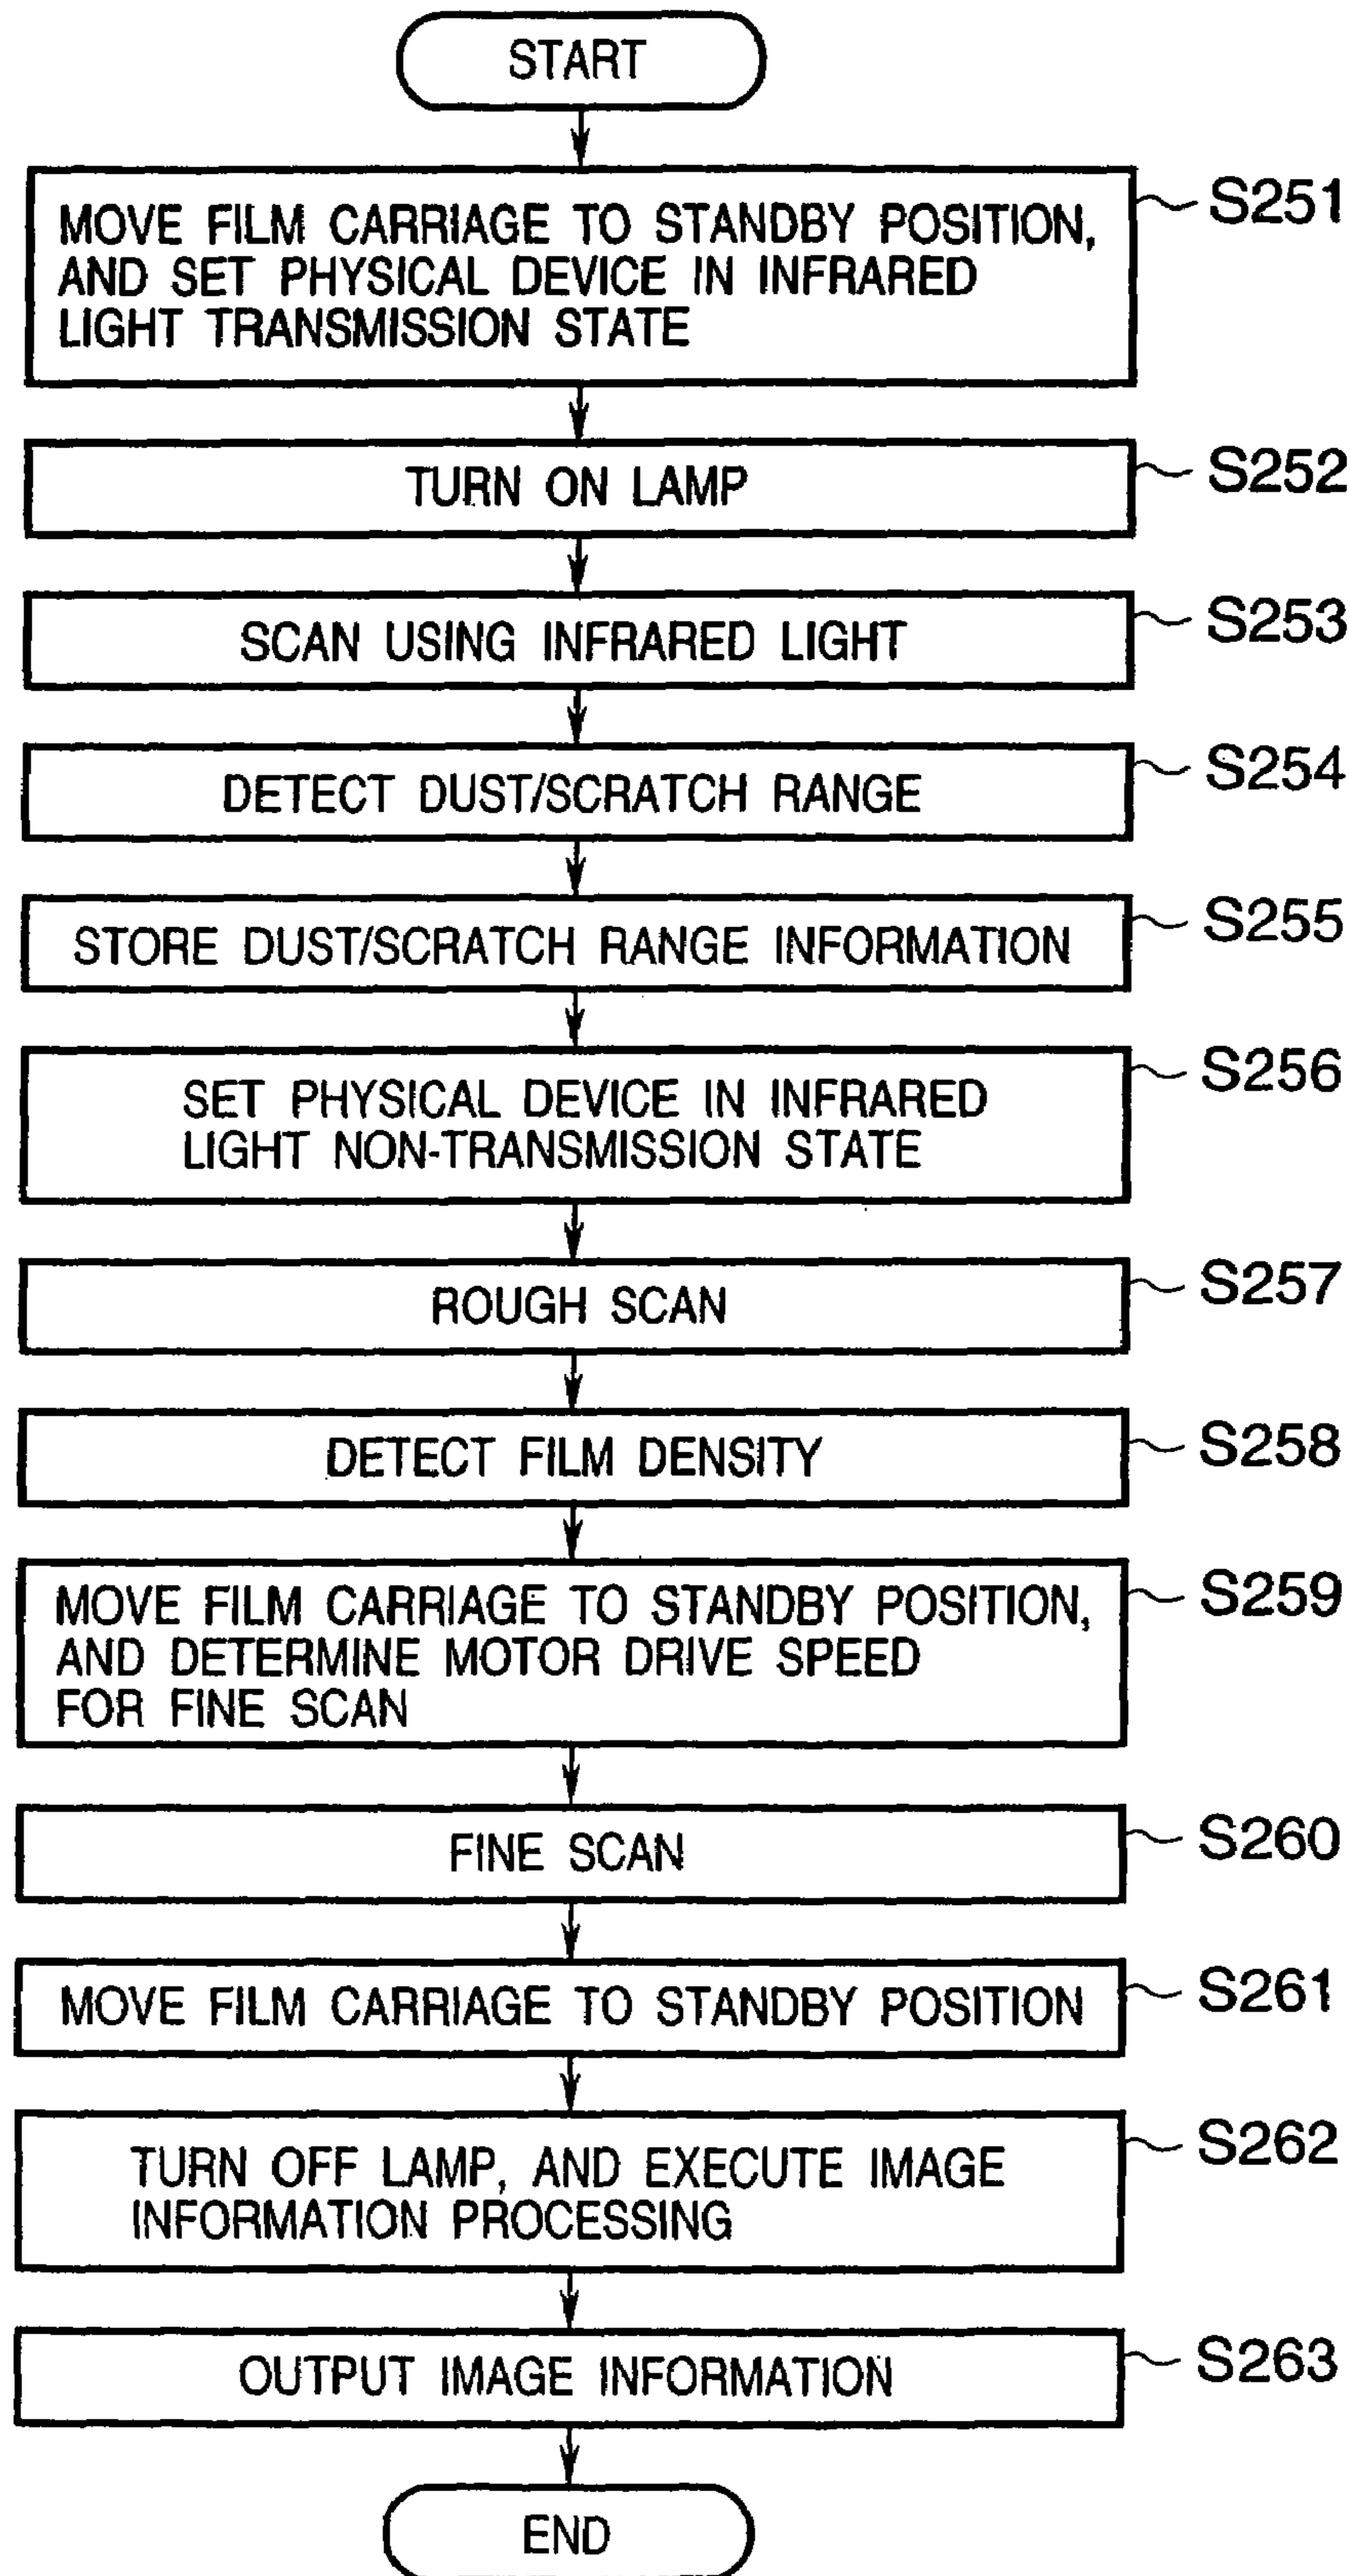 START
MOVE FILM CARRIAGE TO STANDBY POSITION,
AND SET PHYSICAL DEVICE IN INFRARED
LIGHT TRANSMISSION STATE
S251
TURN ON LAMP
S252
SCAN USING INFRARED LIGHT
S253
DETECT DUST/SCRATCH RANGE
S254
STORE DUST/SCRATCH RANGE INFORMATION
S255
SET PHYSICAL DEVICE IN INFRARED
LIGHT NON-TRANSMISSION STATE
S256
ROUGH SCAN
S257
DETECT FILM DENSITY
S258
MOVE FILM CARRIAGE TO STANDBY POSITION,
AND DETERMINE MOTOR DRIVE SPEED
FOR FINE SCAN
S259
FINE SCAN
S260
MOVE FILM CARRIAGE TO STANDBY POSITION
S261
TURN OFF LAMP, AND EXECUTE IMAGE
INFORMATION PROCESSING
S262
OUTPUT IMAGE INFORMATION
S263
END